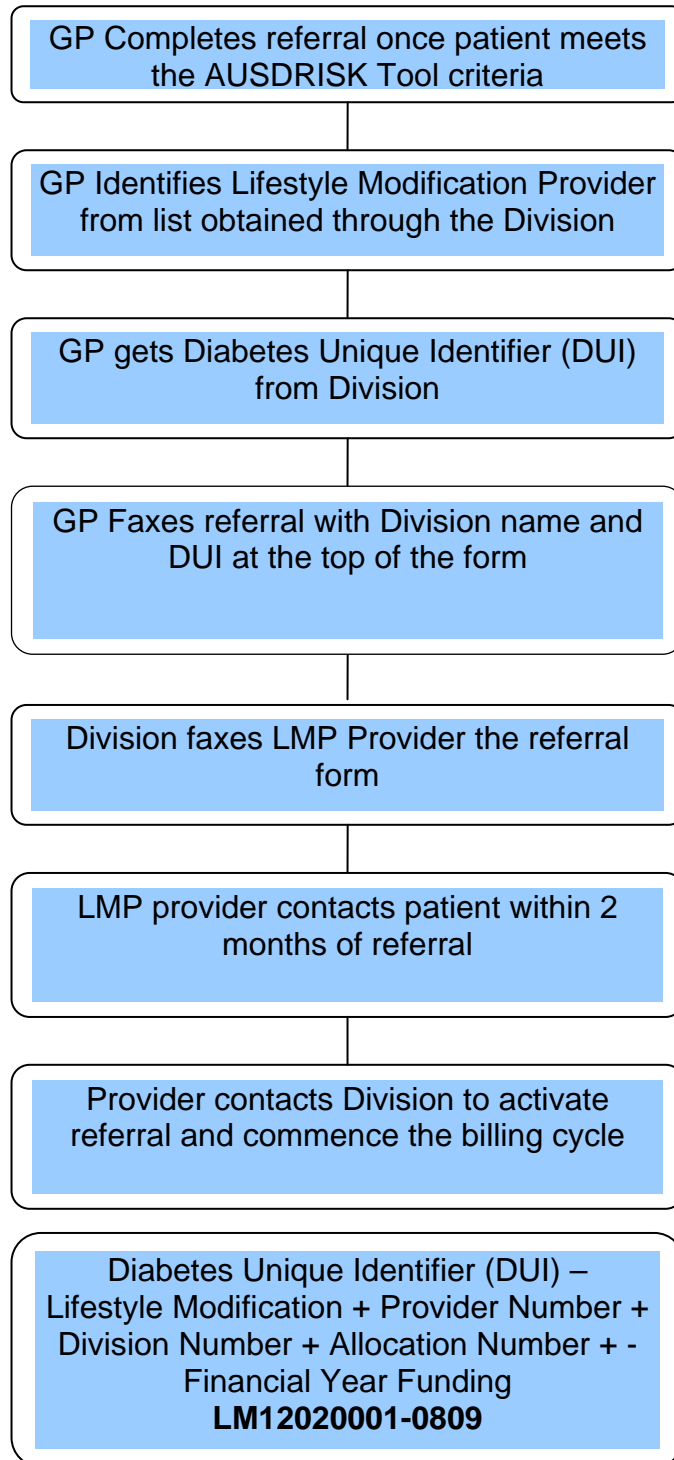 GP Completes referral once patient meets
the AUSDRISK Tool criteria
GP Identifies Lifestyle Modification Provider
from list obtained through the Division
GP gets Diabetes Unique Identifier (DUI)
from Division
GP Faxes referral with Division name and
DUI at the top of the form
Division faxes LMP Provider the referral
form
LMP provider contacts patient within 2
months of referral
Provider contacts Division to activate
referral and commence the billing cycle
Diabetes Unique Identifier (DUI) –
Lifestyle Modification + Provider Number +
Division Number + Allocation Number + -
Financial Year Funding
LM12020001-0809